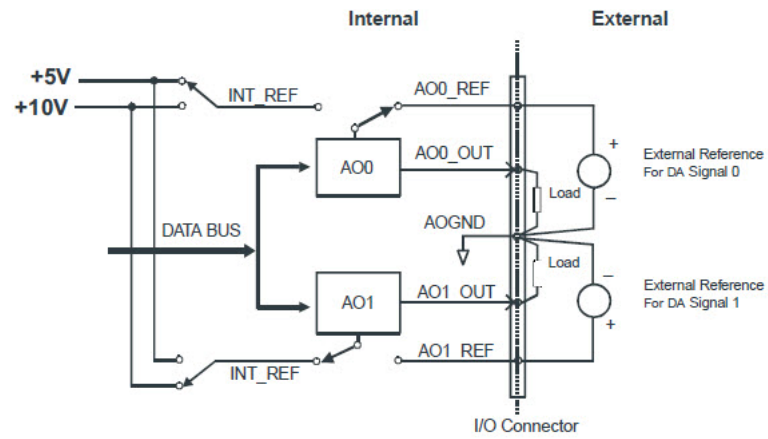 Internal
External
+5V
+10V
INT_REF
AO0_REF
AO0
AO0_OUT
+
External Reference
For DA Signal 0
Load
–
AOGND
DATA BUS
Load
–
External Reference
For DA Signal 1
+
AO1
AO1_OUT
AO1_REF
INT_REF
I/O Connector